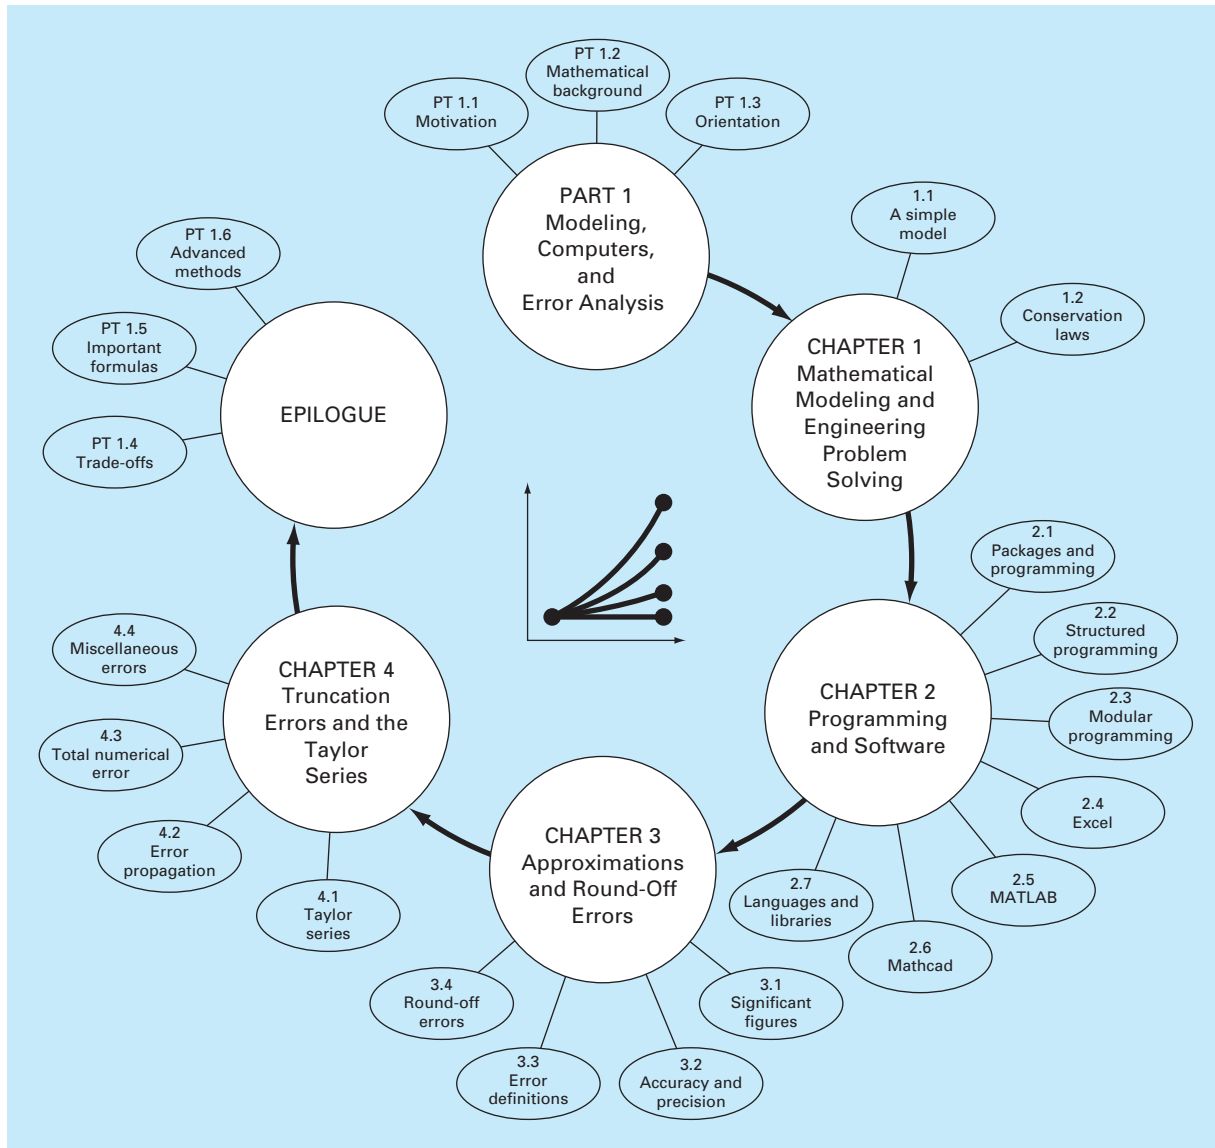 PT 1.1
Motivation
PT 1.2
Mathematical
background
PT 1.3
Orientation
PART 1
Modeling,
Computers,
and
Error Analysis
1.1
A simple
model
1.2
Conservation
laws
CHAPTER 1
Mathematical
Modeling and
Engineering
Problem
Solving
2.1
Packages and
programming
2.2
Structured
programming
2.3
Modular
programming
2.4
Excel
2.5
MATLAB
2.6
Mathcad
2.7
Languages and
libraries
CHAPTER 2
Programming
and Software
CHAPTER 3
Approximations
and Round-Off
Errors
3.1
Significant
figures
3.2
Accuracy and
precision
3.3
Error
definitions
3.4
Round-off
errors
CHAPTER 4
Truncation
Errors and the
Taylor
Series
4.1
Taylor
series
4.2
Error
propagation
4.3
Total numerical
error
4.4
Miscellaneous
errors
EPILOGUE
PT 1.4
Trade-offs
PT 1.5
Important
formulas
PT 1.6
Advanced
methods